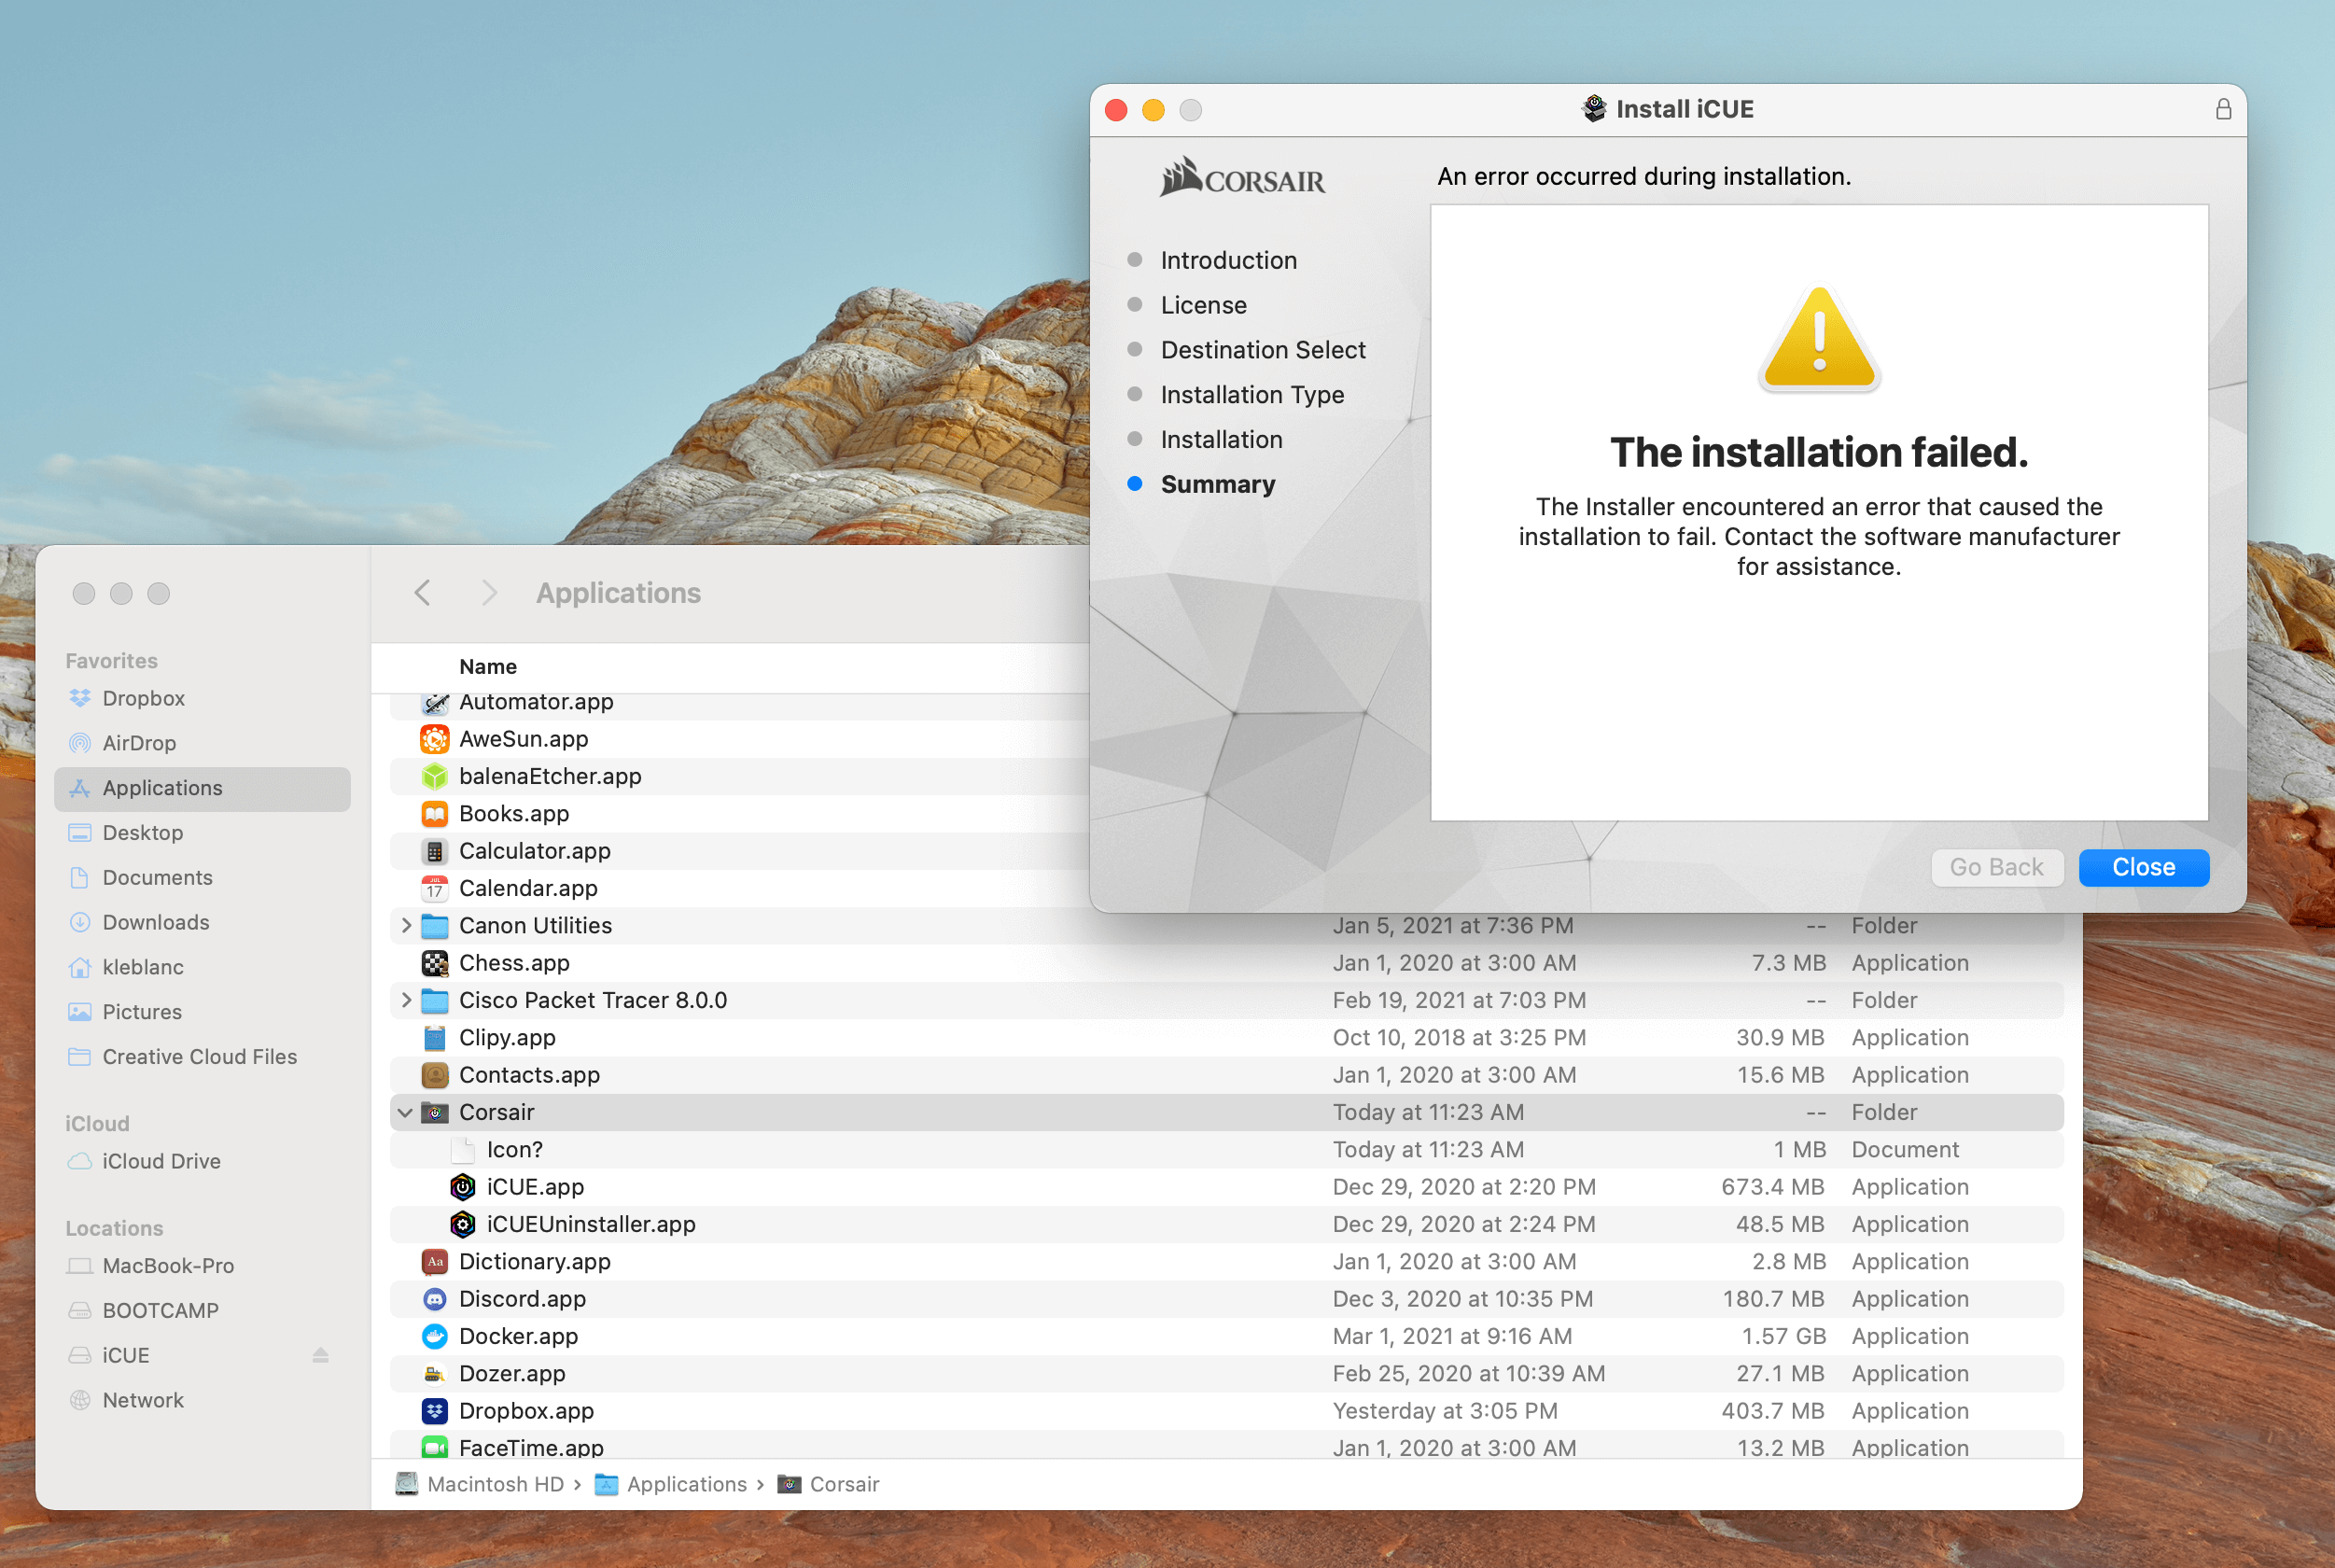 Install iCUE
CORSAIR
An error occurred during installation.
Introduction
License
Destination Select
Installation Type
Installation
Summary
The installation failed.
The Installer encountered an error that caused the
installation to fail. Contact the software manufacturer
for assistance.
Go Back
Close
Favorites
Dropbox
AirDrop
Applications
Desktop
Documents
Downloads
kleblanc
Pictures
Creative Cloud Files
iCloud
iCloud Drive
Locations
MacBook-Pro
BOOTCAMP
iCUE
Network
Applications
Name
Automator.app
AweSun.app
balenaEtcher.app
Books.app
Calculator.app
JUL
17
Calendar.app
Canon Utilities Jan 5, 2021 at 7:36 PM -- Folder
Chess.app Jan 1, 2020 at 3:00 AM 7.3 MB Application
Cisco Packet Tracer 8.0.0 Feb 19, 2021 at 7:03 PM -- Folder
Clipy.app Oct 10, 2018 at 3:25 PM 30.9 MB Application
Contacts.app Jan 1, 2020 at 3:00 AM 15.6 MB Application
Corsair Today at 11:23 AM -- Folder
Icon? Today at 11:23 AM 1 MB Document
iCUE.app Dec 29, 2020 at 2:20 PM 673.4 MB Application
iCUEUninstaller.app Dec 29, 2020 at 2:24 PM 48.5 MB Application
Aa Dictionary.app Jan 1, 2020 at 3:00 AM 2.8 MB Application
Discord.app Dec 3, 2020 at 10:35 PM 180.7 MB Application
Docker.app Mar 1, 2021 at 9:16 AM 1.57 GB Application
Dozer.app Feb 25, 2020 at 10:39 AM 27.1 MB Application
Dropbox.app Yesterday at 3:05 PM 403.7 MB Application
FaceTime.app Jan 1, 2020 at 3:00 AM 13.2 MB Application
Macintosh HD › Applications › Corsair